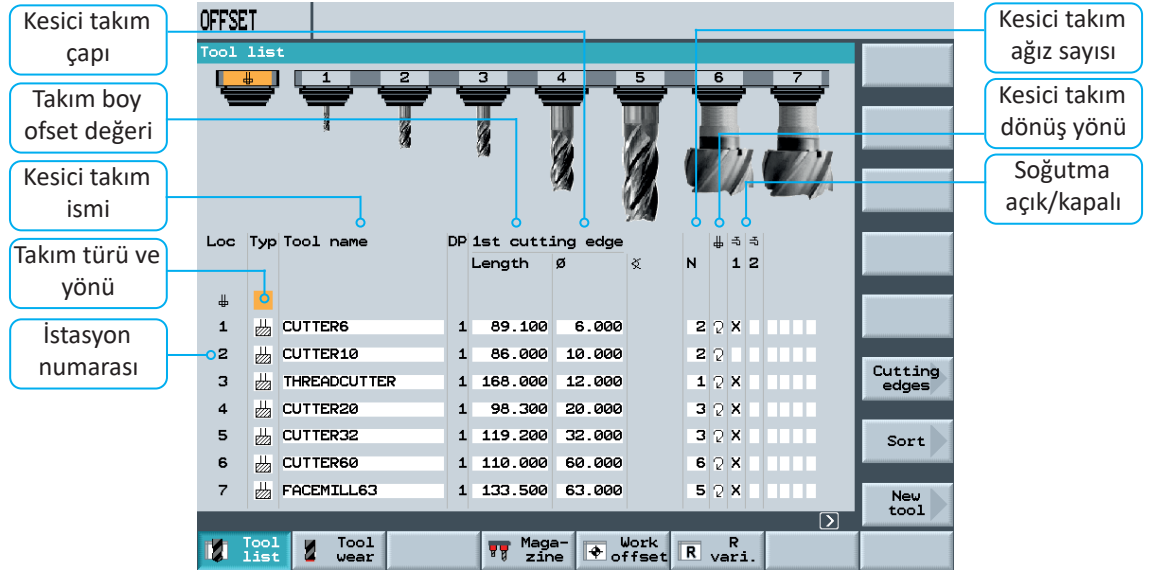 Kesici takım
çapı
Takım boy
ofset değeri
Kesici takım
ismi
Takım türü ve
yönü
İstasyon
numarası
OFFSET
Tool list
1 2 3 4 5 6 7
Loc Typ Tool name DP 1st cutting edge
Length Ø N 1 2
1 CUTTER6 1 89.100 6.000 2 X
2 CUTTER10 1 86.000 10.000 2
3 THREADCUTTER 1 168.000 12.000 1 X
4 CUTTER20 1 98.300 20.000 3 X
5 CUTTER32 1 119.200 32.000 3 X
6 CUTTER60 1 110.000 60.000 6 X
7 FACEMILL63 1 133.500 63.000 5 X
Cutting
edges
Sort
New
tool
Tool
list
Tool
wear
Maga-
zine
Work
offset
R R
vari.
Kesici takım
ağız sayısı
Kesici takım
dönüş yönü
Soğutma
açık/kapalı